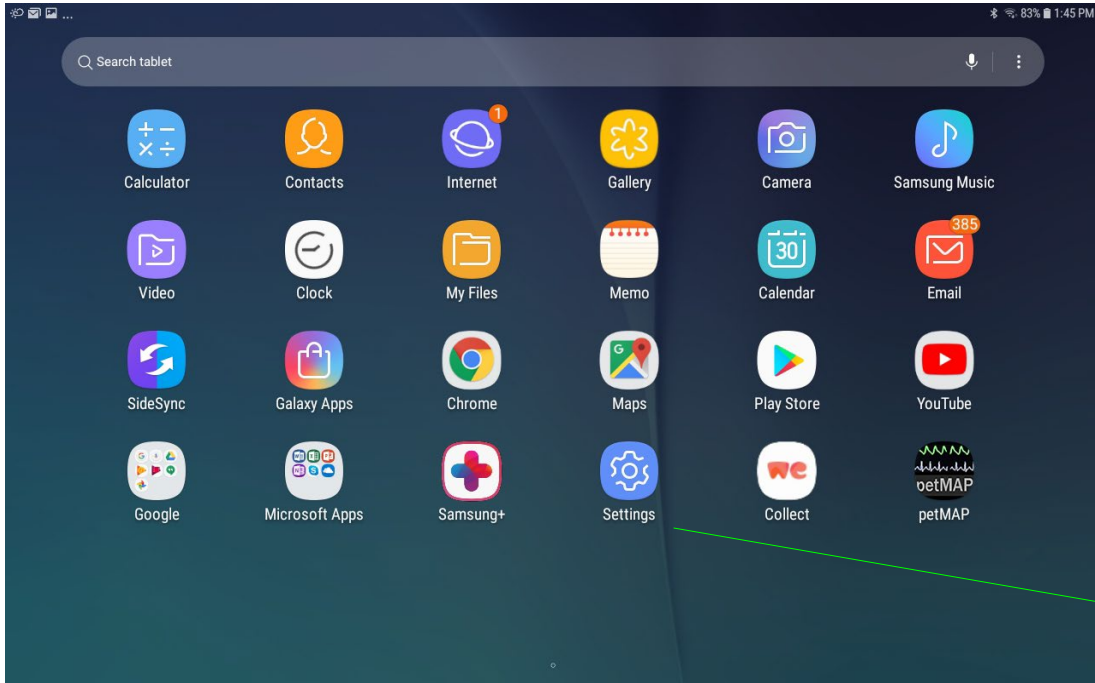 ... 83% 1:45 PM
Search tablet
1
Calculator Contacts Internet Gallery Camera Samsung Music
30 385
Video Clock My Files Memo Calendar Email
SideSync Galaxy Apps Chrome Maps Play Store YouTube
G
petMAP
we
Google Microsoft Apps Samsung+ Settings Collect petMAP